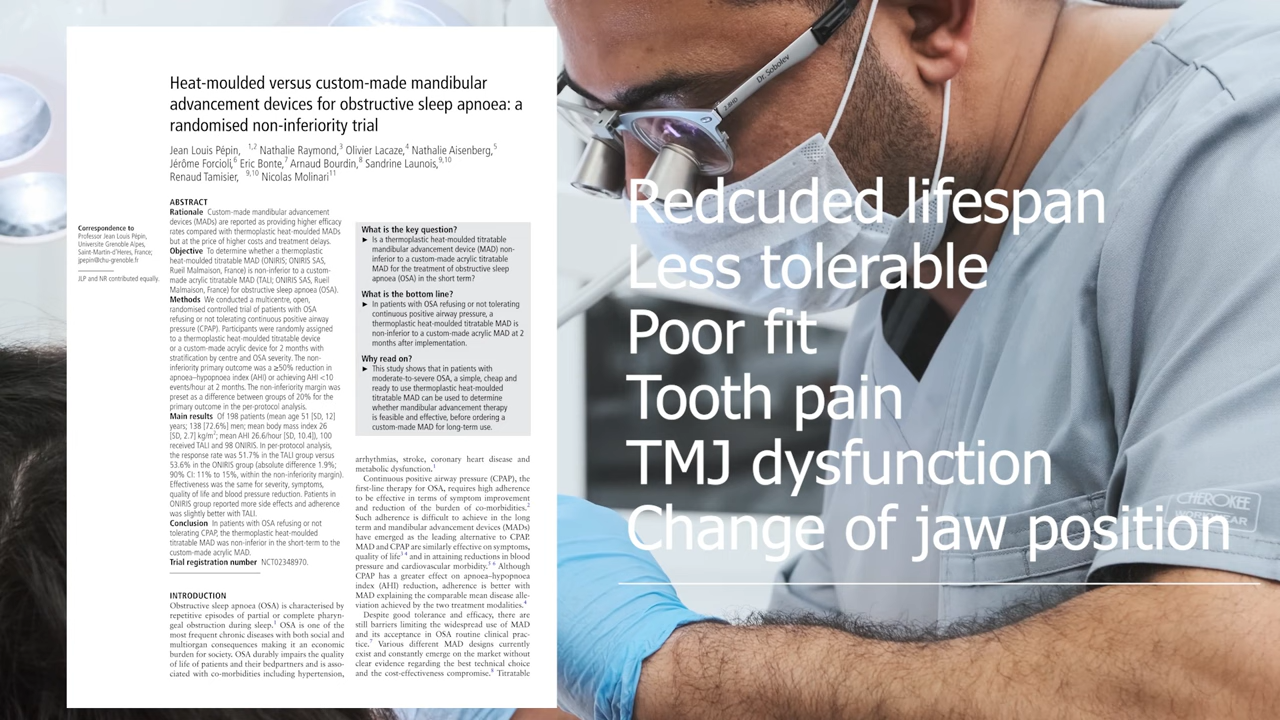 Heat-moulded versus custom-made mandibular
advancement devices for obstructive sleep apnoea: a
randomised non-inferiority trial
Jean Louis Pépin, 1,2 Nathalie Raymond,3 Olivier Lacaze,4 Nathalie Aisenberg,5
Jérôme Forcioli,6 Eric Bonte,7 Arnaud Bourdin,8 Sandrine Launois,9,10
Renaud Tamisier, 9,10 Nicolas Molinari11
Correspondence to
Professor Jean Louis Pépin,
Universite Grenoble Alpes,
Saint-Martin-d'Heres, France;
jpepin@chu-grenoble.fr
JLP and NR contributed equally.
ABSTRACT
Rationale Custom-made mandibular advancement
devices (MADs) are reported as providing higher efficacy
rates compared with thermoplastic heat-moulded MADs
but at the price of higher costs and treatment delays.
Objective To determine whether a thermoplastic
heat-moulded titratable MAD (ONIRIS; ONIRIS SAS,
Rueil Malmaison, France) is non-inferior to a custom-
made acrylic titratable MAD (TALI; ONIRIS SAS, Rueil
Malmaison, France) for obstructive sleep apnoea (OSA).
Methods We conducted a multicentre, open,
randomised controlled trial of patients with OSA
refusing or not tolerating continuous positive airway
pressure (CPAP). Participants were randomly assigned
to a thermoplastic heat-moulded titratable device
or a custom-made acrylic device for 2 months with
stratification by centre and OSA severity. The non-
inferiority primary outcome was a ≥50% reduction in
apnoea–hypopnoea index (AHI) or achieving AHI <10
events/hour at 2 months. The non-inferiority margin was
preset as a difference between groups of 20% for the
primary outcome in the per-protocol analysis.
Main results Of 198 patients (mean age 51 [SD, 12]
years; 138 [72.6%] men; mean body mass index 26
[SD, 2.7] kg/m2; mean AHI 26.6/hour [SD, 10.4]), 100
received TALI and 98 ONIRIS. In per-protocol analysis,
the response rate was 51.7% in the TALI group versus
53.6% in the ONIRIS group (absolute difference 1.9%;
90% CI: 11% to 15%, within the non-inferiority margin).
Effectiveness was the same for severity, symptoms,
quality of life and blood pressure reduction. Patients in
ONIRIS group reported more side effects and adherence
was slightly better with TALI.
Conclusion In patients with OSA refusing or not
tolerating CPAP, the thermoplastic heat-moulded
titratable MAD was non-inferior in the short-term to the
custom-made acrylic MAD.
Trial registration number NCT02348970.
INTRODUCTION
Obstructive sleep apnoea (OSA) is characterised by
repetitive episodes of partial or complete pharyn-
geal obstruction during sleep.1 OSA is one of the
most frequent chronic diseases with both social and
multiorgan consequences making it an economic
burden for society. OSA durably impairs the quality
of life of patients and their bedpartners and is asso-
ciated with co-morbidities including hypertension,
What is the key question?
► Is a thermoplastic heat-moulded titratable
mandibular advancement device (MAD) non-
inferior to a custom-made acrylic titratable
MAD for the treatment of obstructive sleep
apnoea (OSA) in the short term?
What is the bottom line?
► In patients with OSA refusing or not tolerating
continuous positive airway pressure, a
thermoplastic heat-moulded titratable MAD is
non-inferior to a custom-made acrylic MAD at 2
months after implementation.
Why read on?
► This study shows that in patients with
moderate-to-severe OSA, a simple, cheap and
ready to use thermoplastic heat-moulded
titratable MAD can be used to determine
whether mandibular advancement therapy
is feasible and effective, before ordering a
custom-made MAD for long-term use.
arrhythmias, stroke, coronary heart disease and
metabolic dysfunction.1
Continuous positive airway pressure (CPAP), the
first-line therapy for OSA, requires high adherence
to be effective in terms of symptom improvement
and reduction of the burden of co-morbidities.2
Such adherence is difficult to achieve in the long
term and mandibular advancement devices (MADs)
have emerged as the leading alternative to CPAP.
MAD and CPAP are similarly effective on symptoms,
quality of life3 4 and in attaining reductions in blood
pressure and cardiovascular morbidity.5 6 Although
CPAP has a greater effect on apnoea–hypopnoea
index (AHI) reduction, adherence is better with
MAD explaining the comparable mean disease alle-
viation achieved by the two treatment modalities.4
Despite good tolerance and efficacy, there are
still barriers limiting the widespread use of MAD
and its acceptance in OSA routine clinical prac-
tice.7 Various different MAD designs currently
exist and constantly emerge on the market without
clear evidence regarding the best technical choice
and the cost-effectiveness compromise.8 Titratable
Dr. Sobolev
Redcuded lifespan
Less tolerable
Poor fit
Tooth pain
TMJ dysfunction
Change of jaw position
CHEROKEE
WORKWEAR